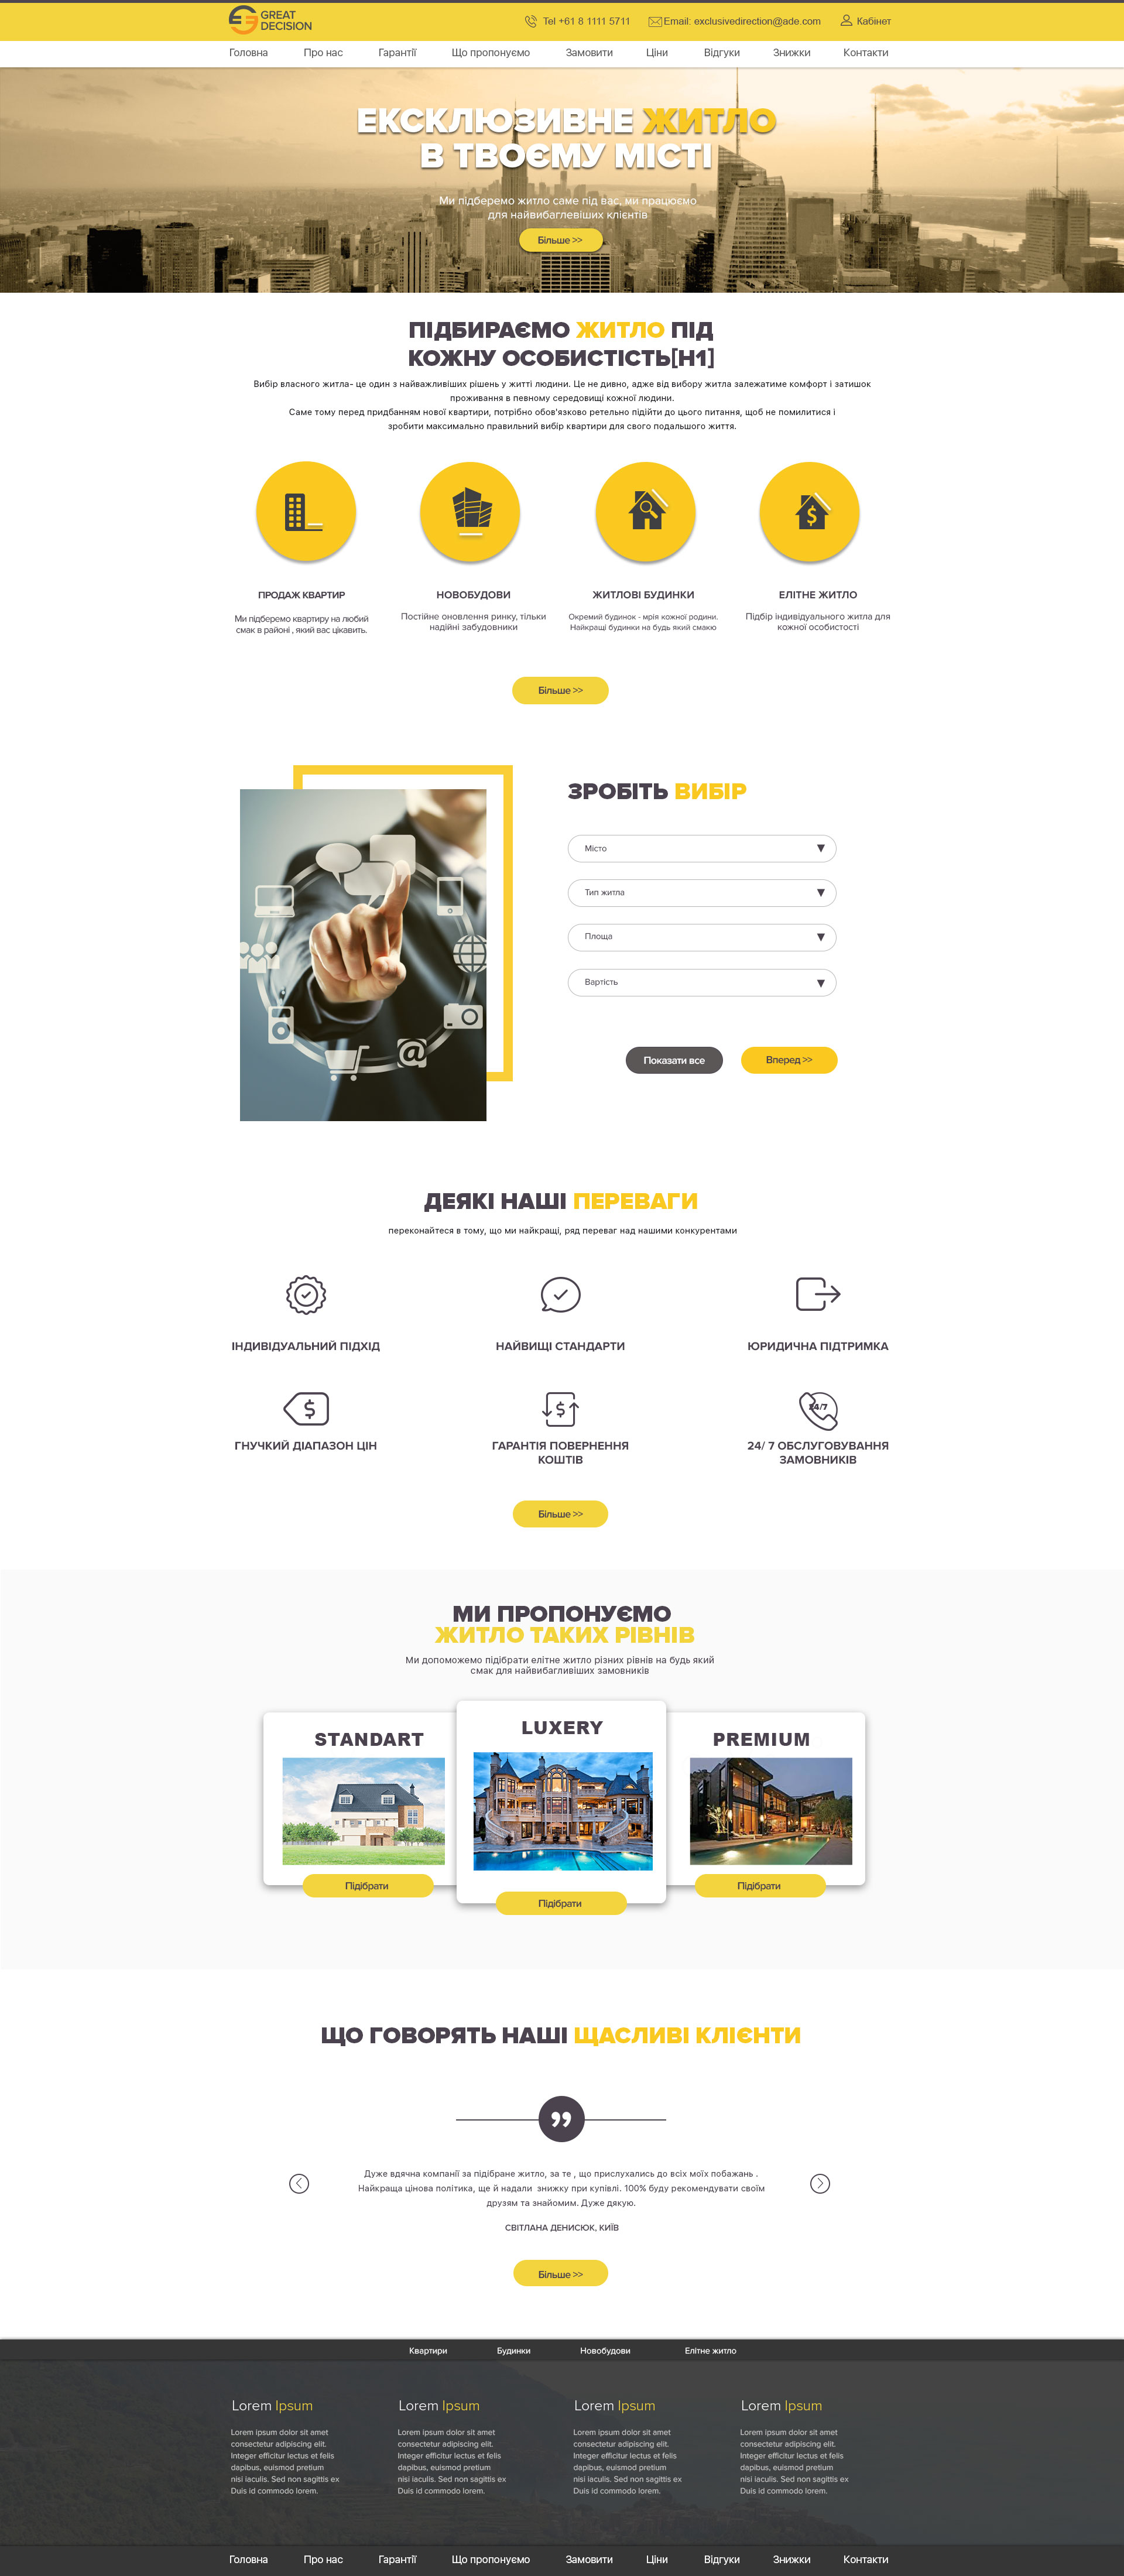 GREAT
DECISION
Tel +61 8 1111 5711
Email: exclusivedirection@ade.com
Кабінет
Головна Про нас Гарантії Що пропонуємо Замовити Ціни Відгуки Знижки Контакти
ЕКСКЛЮЗИВНЕ ЖИТЛО
В ТВОЄМУ МІСТІ
Ми підберемо житло саме під вас, ми працюємо
для найвибагливіших клієнтів
Більше >>
ПІДБИРАЄМО ЖИТЛО ПІД
КОЖНУ ОСОБИСТІСТЬ[H1]
Вибір власного житла- це один з найважливіших рішень у житті людини. Це не дивно, адже від вибору житла залежатиме комфорт і затишок
проживання в певному середовищі кожної людини.
Саме тому перед придбанням нової квартири, потрібно обов'язково ретельно підійти до цього питання, щоб не помилитися і
зробити максимально правильний вибір квартири для свого подальшого життя.
ПРОДАЖ КВАРТИР
Ми підберемо квартиру на любий
смак в районі , який вас цікавить.
НОВОБУДОВИ
Постійне оновлення ринку, тільки
надійні забудовники
ЖИТЛОВІ БУДИНКИ
Окремий будинок - мрія кожної родини.
Найкращі будинки на будь який смакю
ЕЛІТНЕ ЖИТЛО
Підбір індивідуального житла для
кожної особистості
Більше >>
ЗРОБІТЬ ВИБІР
Місто
Тип житла
Площа
Вартість
Показати все
Вперед >>
ДЕЯКІ НАШІ ПЕРЕВАГИ
переконайтеся в тому, що ми найкращі, ряд переваг над нашими конкурентами
ІНДИВІДУАЛЬНИЙ ПІДХІД
НАЙВИЩІ СТАНДАРТИ
ЮРИДИЧНА ПІДТРИМКА
24/7
ГНУЧКИЙ ДІАПАЗОН ЦІН
ГАРАНТІЯ ПОВЕРНЕННЯ
КОШТІВ
24/ 7 ОБСЛУГОВУВАННЯ
ЗАМОВНИКІВ
Більше >>
МИ ПРОПОНУЄМО
ЖИТЛО ТАКИХ РІВНІВ
Ми допоможемо підібрати елітне житло різних рівнів на будь який
смак для найвибагливіших замовників
STANDART
Підібрати
LUXERY
Підібрати
PREMIUM
Підібрати
ЩО ГОВОРЯТЬ НАШІ ЩАСЛИВІ КЛІЄНТИ
Дуже вдячна компанії за підібране житло, за те , що прислухались до всіх моїх побажань .
Найкраща цінова політика, ще й надали знижку при купівлі. 100% буду рекомендувати своїм
друзям та знайомим. Дуже дякую.
СВІТЛАНА ДЕНИСЮК, КИЇВ
Більше >>
Квартири Будинки Новобудови Елітне житло
Lorem Ipsum
Lorem ipsum dolor sit amet
consectetur adipiscing elit.
Integer efficitur lectus et felis
dapibus, euismod pretium
nisi iaculis. Sed non sagittis ex
Duis id commodo lorem.
Lorem Ipsum
Lorem ipsum dolor sit amet
consectetur adipiscing elit.
Integer efficitur lectus et felis
dapibus, euismod pretium
nisi iaculis. Sed non sagittis ex
Duis id commodo lorem.
Lorem Ipsum
Lorem ipsum dolor sit amet
consectetur adipiscing elit.
Integer efficitur lectus et felis
dapibus, euismod pretium
nisi iaculis. Sed non sagittis ex
Duis id commodo lorem.
Lorem Ipsum
Lorem ipsum dolor sit amet
consectetur adipiscing elit.
Integer efficitur lectus et felis
dapibus, euismod pretium
nisi iaculis. Sed non sagittis ex
Duis id commodo lorem.
Головна Про нас Гарантії Що пропонуємо Замовити Ціни Відгуки Знижки Контакти